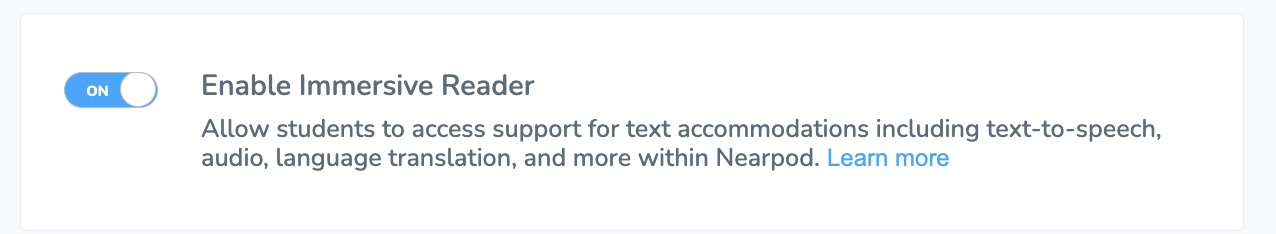 ON
Enable Immersive Reader
Allow students to access support for text accommodations including text-to-speech,
audio, language translation, and more within Nearpod. Learn more